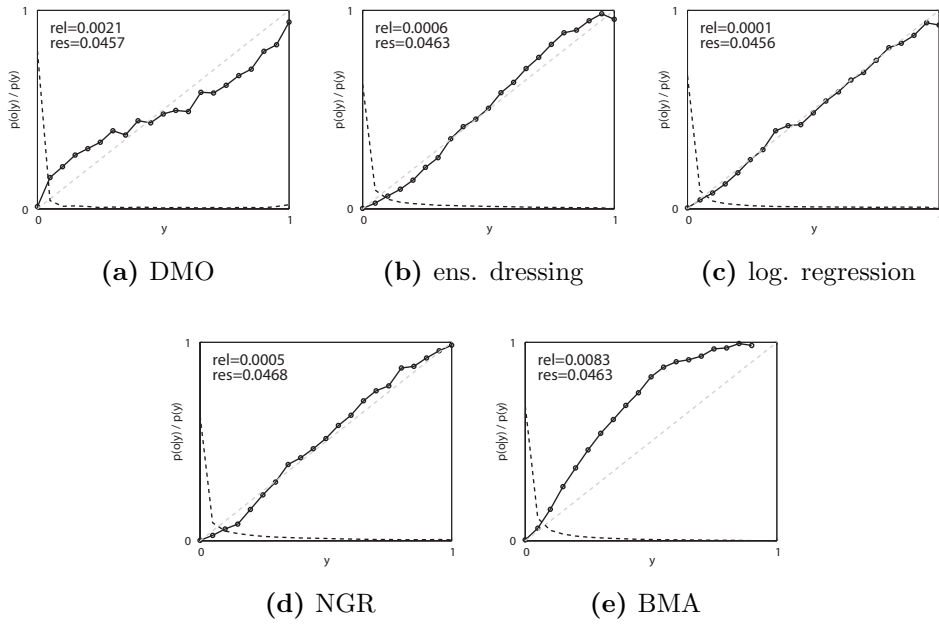 1
rel=0.0021
res=0.0457
p(o|y) / p(y)
0
0
1
y
(a) DMO
1
rel=0.0006
res=0.0463
p(o|y) / p(y)
0
0
1
y
(b) ens. dressing
1
rel=0.0001
res=0.0456
p(o|y) / p(y)
0
0
1
y
(c) log. regression
1
rel=0.0005
res=0.0468
p(o|y) / p(y)
0
0
1
y
(d) NGR
1
rel=0.0083
res=0.0463
p(o|y) / p(y)
0
0
1
y
(e) BMA